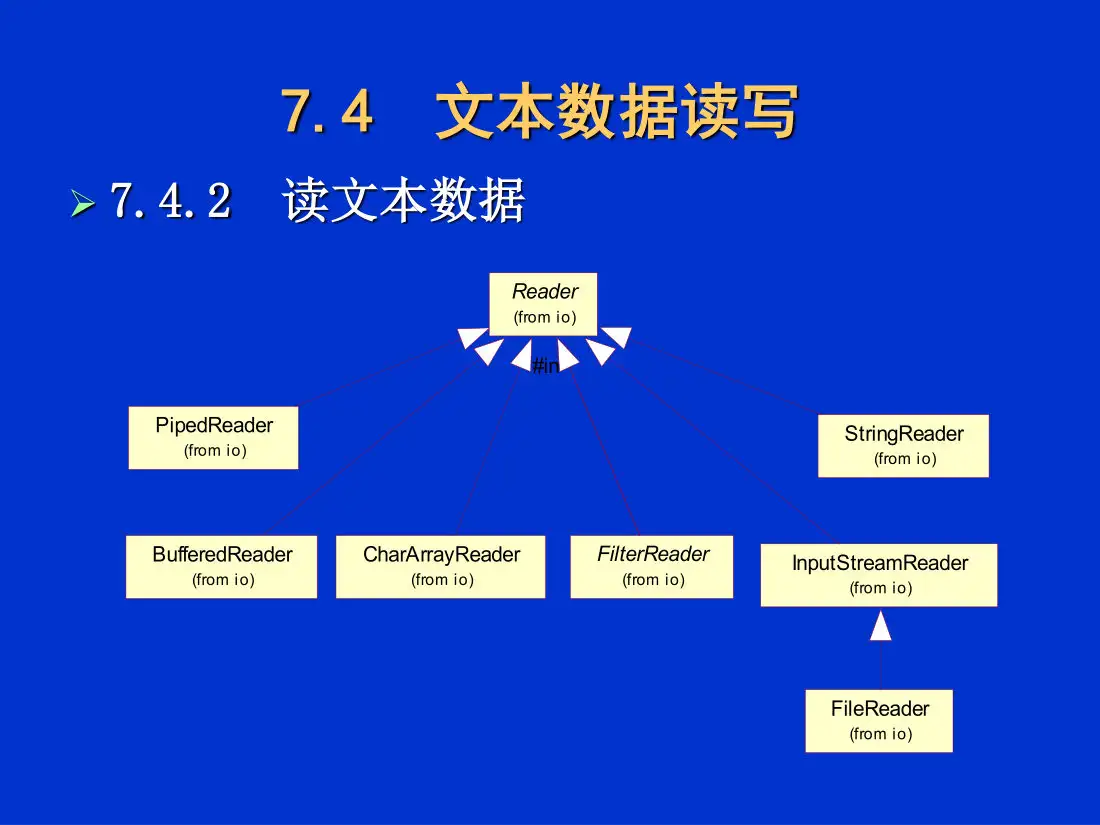 7.4 文本数据读写
7.4.2 读文本数据
Reader
(from io)
#in
PipedReader
(from io)
StringReader
(from io)
BufferedReader
(from io)
CharArrayReader
(from io)
FilterReader
(from io)
InputStreamReader
(from io)
FileReader
(from io)